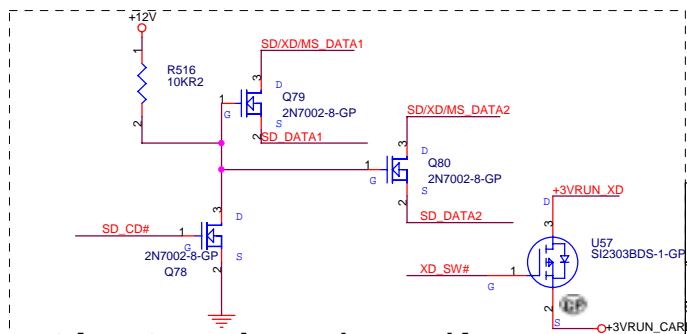 +12V
1
R516
10KR2
2
SD/XD/MS_DATA1
3
D
Q79
2N7002-8-GP
1
G
S
2
SD_DATA1
SD/XD/MS_DATA2
3
D
Q80
2N7002-8-GP
1
G
S
2
SD_DATA2
3
D
SD_CD#
1
G
2N7002-8-GP
S
Q78
2
+3VRUN_XD
D
3
U57
SI2303BDS-1-GP
XD_SW#
1
G
2
GP
S
+3VRUN_CAR